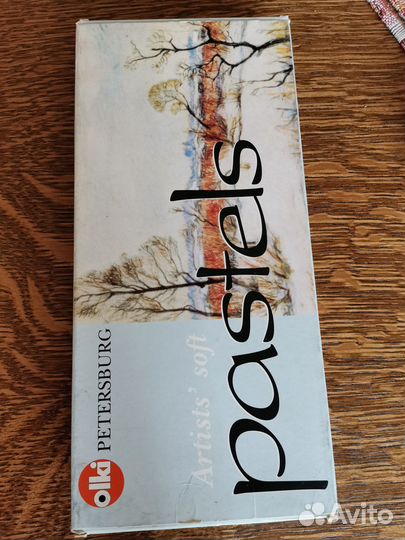 olki PETERSBURG
Artists' soft
pastels
Avito